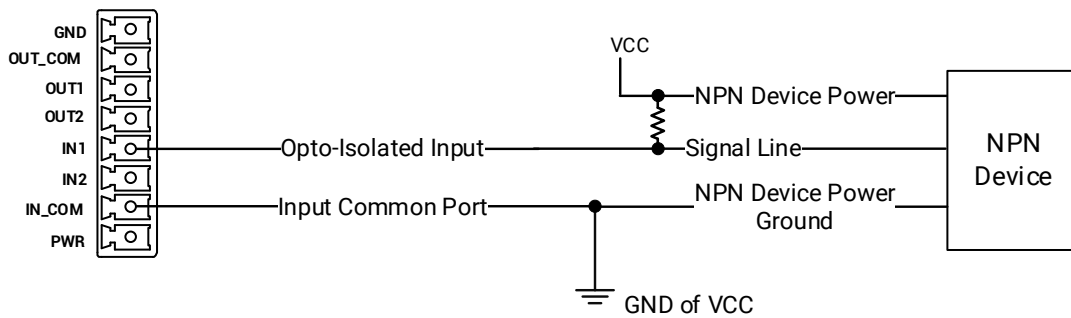 GND
OUT_COM
OUT1
OUT2
IN1
IN2
IN_COM
PWR
VCC
NPN Device Power
Opto-Isolated Input
Signal Line
Input Common Port
NPN Device Power
Ground
GND of VCC
NPN
Device